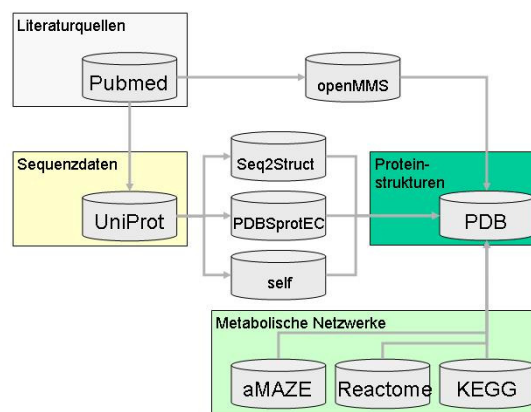 Literaturquellen
Pubmed
openMMS
Sequenzdaten
UniProt
Seq2Struct
PDBSprotEC
self
Protein-
strukturen
PDB
Metabolische Netzwerke
aMAZE
Reactome
KEGG